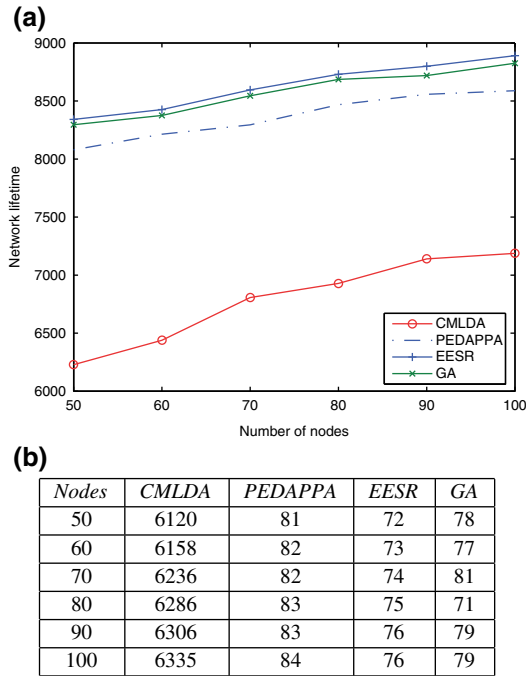 (a)
9000
8500
8000
7500
7000
6500
6000
Network lifetime
50 60 70 80 90 100
Number of nodes
CMLDA
PEDAPPA
EESR
GA
(b)
Nodes CMLDA PEDAPPA EESR GA
50 6120 81 72 78
60 6158 82 73 77
70 6236 82 74 81
80 6286 83 75 71
90 6306 83 76 79
100 6335 84 76 79